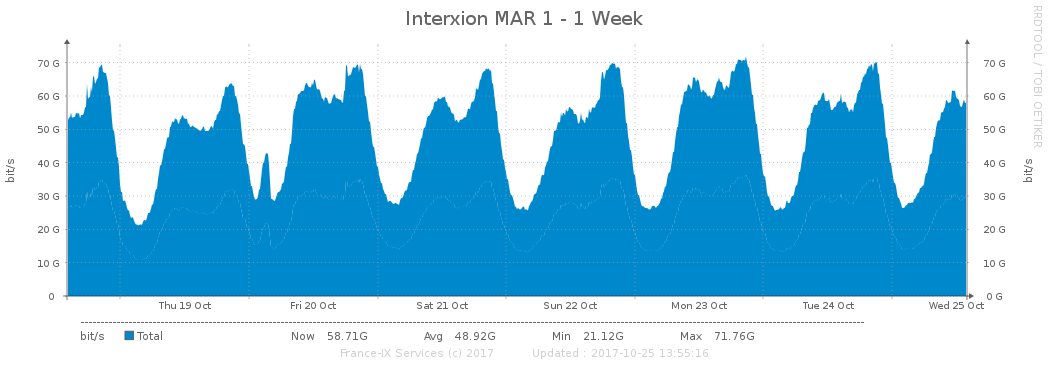 Interxion MAR 1 - 1 Week
RRDTOOL / TOBI OETIKER
bit/s
70 G 70 G
60 G 60 G
50 G 50 G
40 G 40 G
30 G 30 G
20 G 20 G
10 G 10 G
0 0 G
bit/s
Thu 19 Oct Fri 20 Oct Sat 21 Oct Sun 22 Oct Mon 23 Oct Tue 24 Oct Wed 25 Oct
bit/s Total Now 58.71G Avg 48.92G Min 21.12G Max 71.76G
France-IX Services (c) 2017 Updated : 2017-10-25 13:55:16